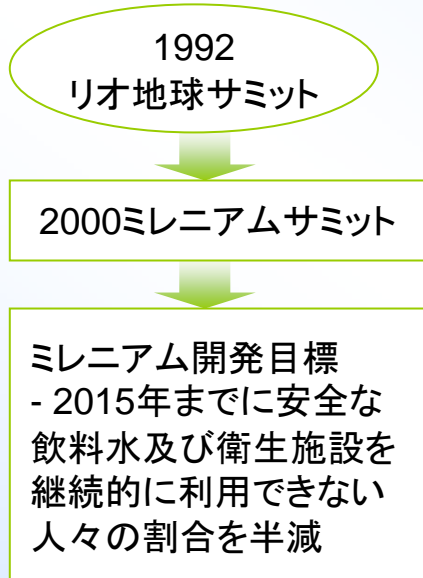 1992
リオ地球サミット
2000ミレニアムサミット
ミレニアム開発目標
- 2015年までに安全な
飲料水及び衛生施設を
継続的に利用できない
人々の割合を半減